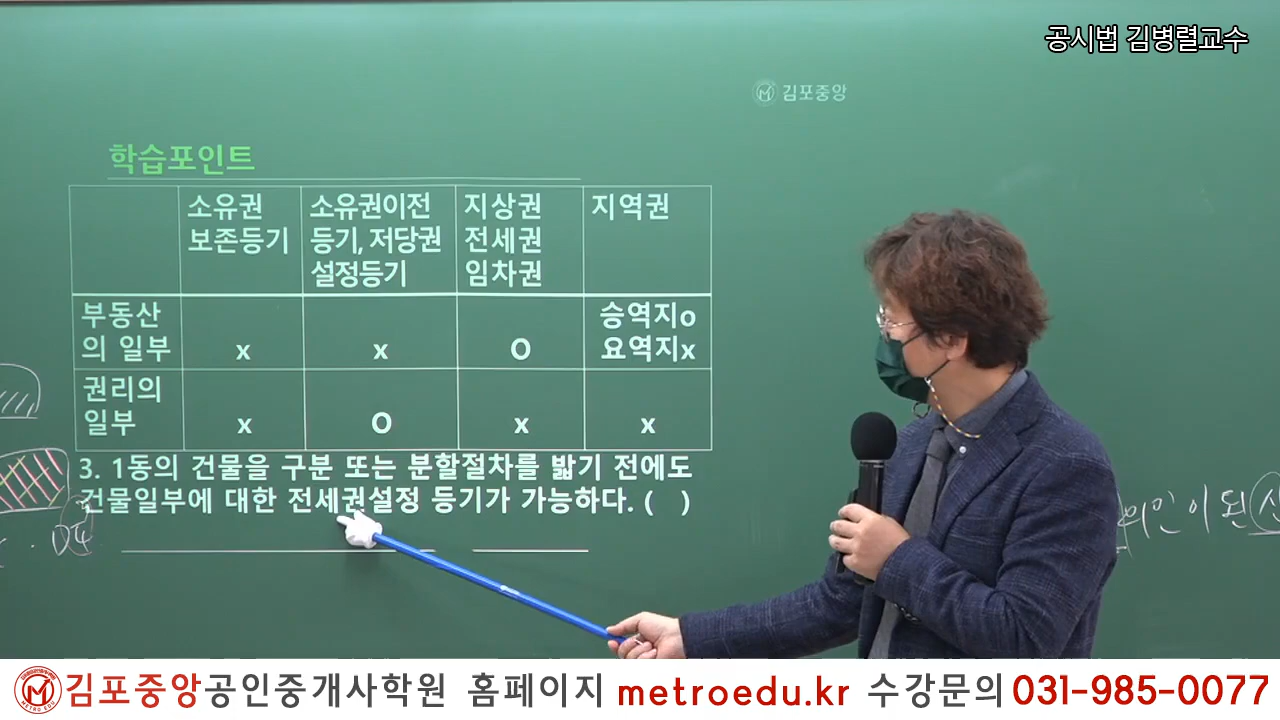 공시법 김병렬교수
김포중앙
학습포인트
소유권 보존등기 소유권이전 등기, 저당권 설정등기 지상권 전세권 임차권 지역권
부동산의 일부 x x O 승역지o 요역지x
권리의 일부 x O x x
3. 1동의 건물을 구분 또는 분할절차를 밟기 전에도
건물일부에 대한 전세권설정 등기가 가능하다. ( )
김포중앙공인중개사학원 홈페이지 metroedu.kr 수강문의 031-985-0077